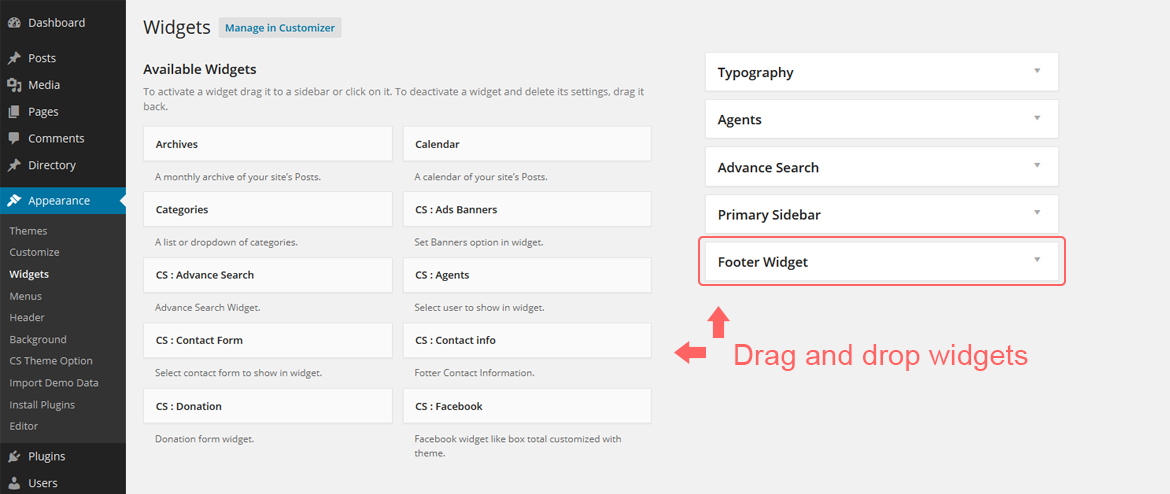 Dashboard
Posts
Media
Pages
Comments
Directory
Appearance
Themes
Customize
Widgets
Menus
Header
Background
CS Theme Option
Import Demo Data
Install Plugins
Editor
Plugins
Users
Widgets Manage in Customizer
Available Widgets
To activate a widget drag it to a sidebar or click on it. To deactivate a widget and delete its settings, drag it
back.
Archives
A monthly archive of your site's Posts.
Calendar
A calendar of your site's Posts.
Categories
A list or dropdown of categories.
CS : Ads Banners
Set Banners option in widget.
CS : Advance Search
Advance Search Widget.
CS : Agents
Select user to show in widget.
CS : Contact Form
Select contact form to show in widget.
CS : Contact info
Fotter Contact Information.
CS : Donation
Donation form widget.
CS : Facebook
Facebook widget like box total customized with
theme.
Typography
Agents
Advance Search
Primary Sidebar
Footer Widget
Drag and drop widgets